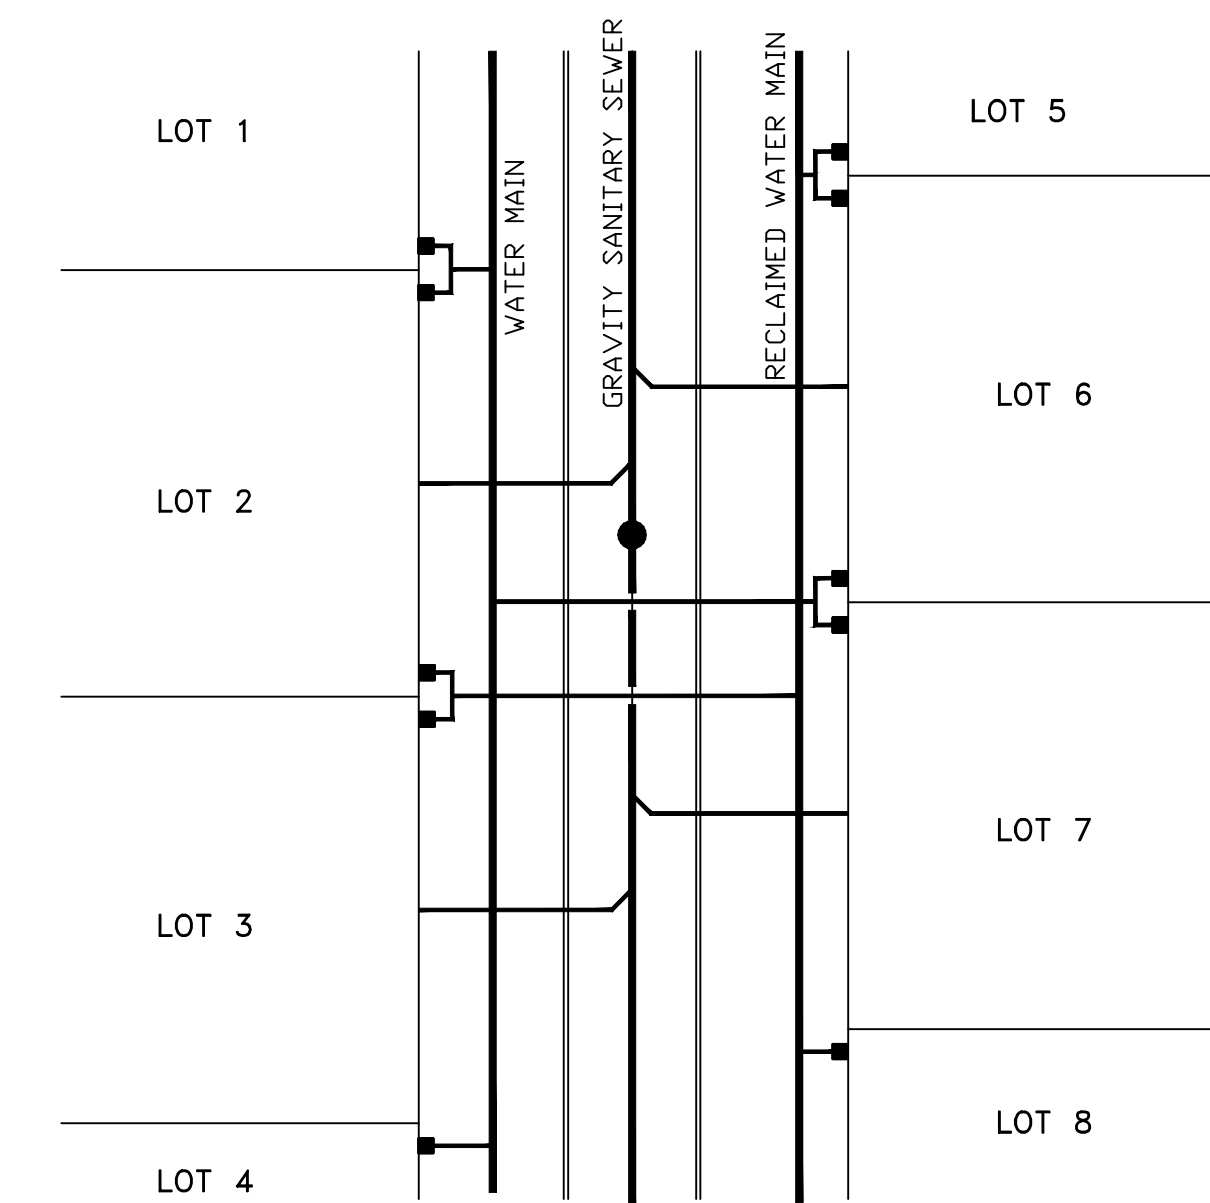 LOT 1
LOT 2
LOT 3
LOT 4
WATER MAIN
GRAVITY SANITARY SEWER
RECLAIMED WATER MAIN
LOT 5
LOT 6
LOT 7
LOT 8